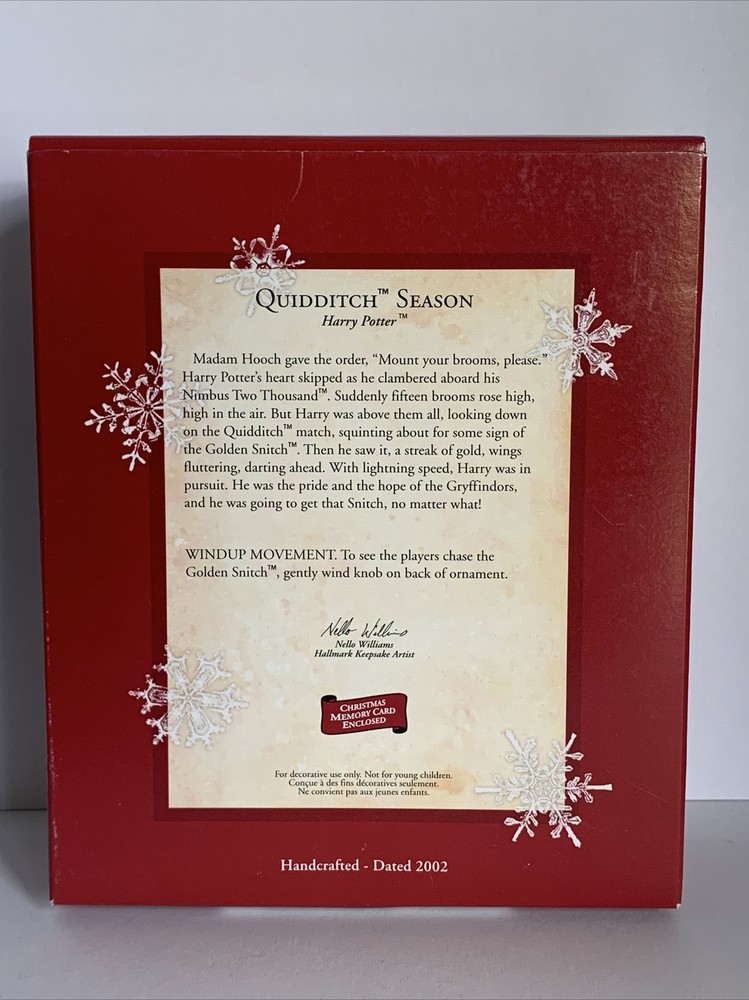 QUIDDITCH™ SEASON
Harry Potter™
Madam Hooch gave the order, “Mount your brooms, please.”
Harry Potter’s heart skipped as he clambered aboard his
Nimbus Two Thousand™. Suddenly fifteen brooms rose high,
high in the air. But Harry was above them all, looking down
on the Quidditch™ match, squinting about for some sign of
the Golden Snitch™. Then he saw it, a streak of gold, wings
fluttering, darting ahead. With lightning speed, Harry was in
pursuit. He was the pride and the hope of the Gryffindors,
and he was going to get that Snitch, no matter what!
WINDUP MOVEMENT. To see the players chase the
Golden Snitch™, gently wind knob on back of ornament.
Nello Williams
Nello Williams
Hallmark Keepsake Artist
CHRISTMAS
MEMORY CARD
ENCLOSED
For decorative use only. Not for young children.
Conçue à des fins décoratives seulement.
Ne convient pas aux jeunes enfants.
Handcrafted - Dated 2002